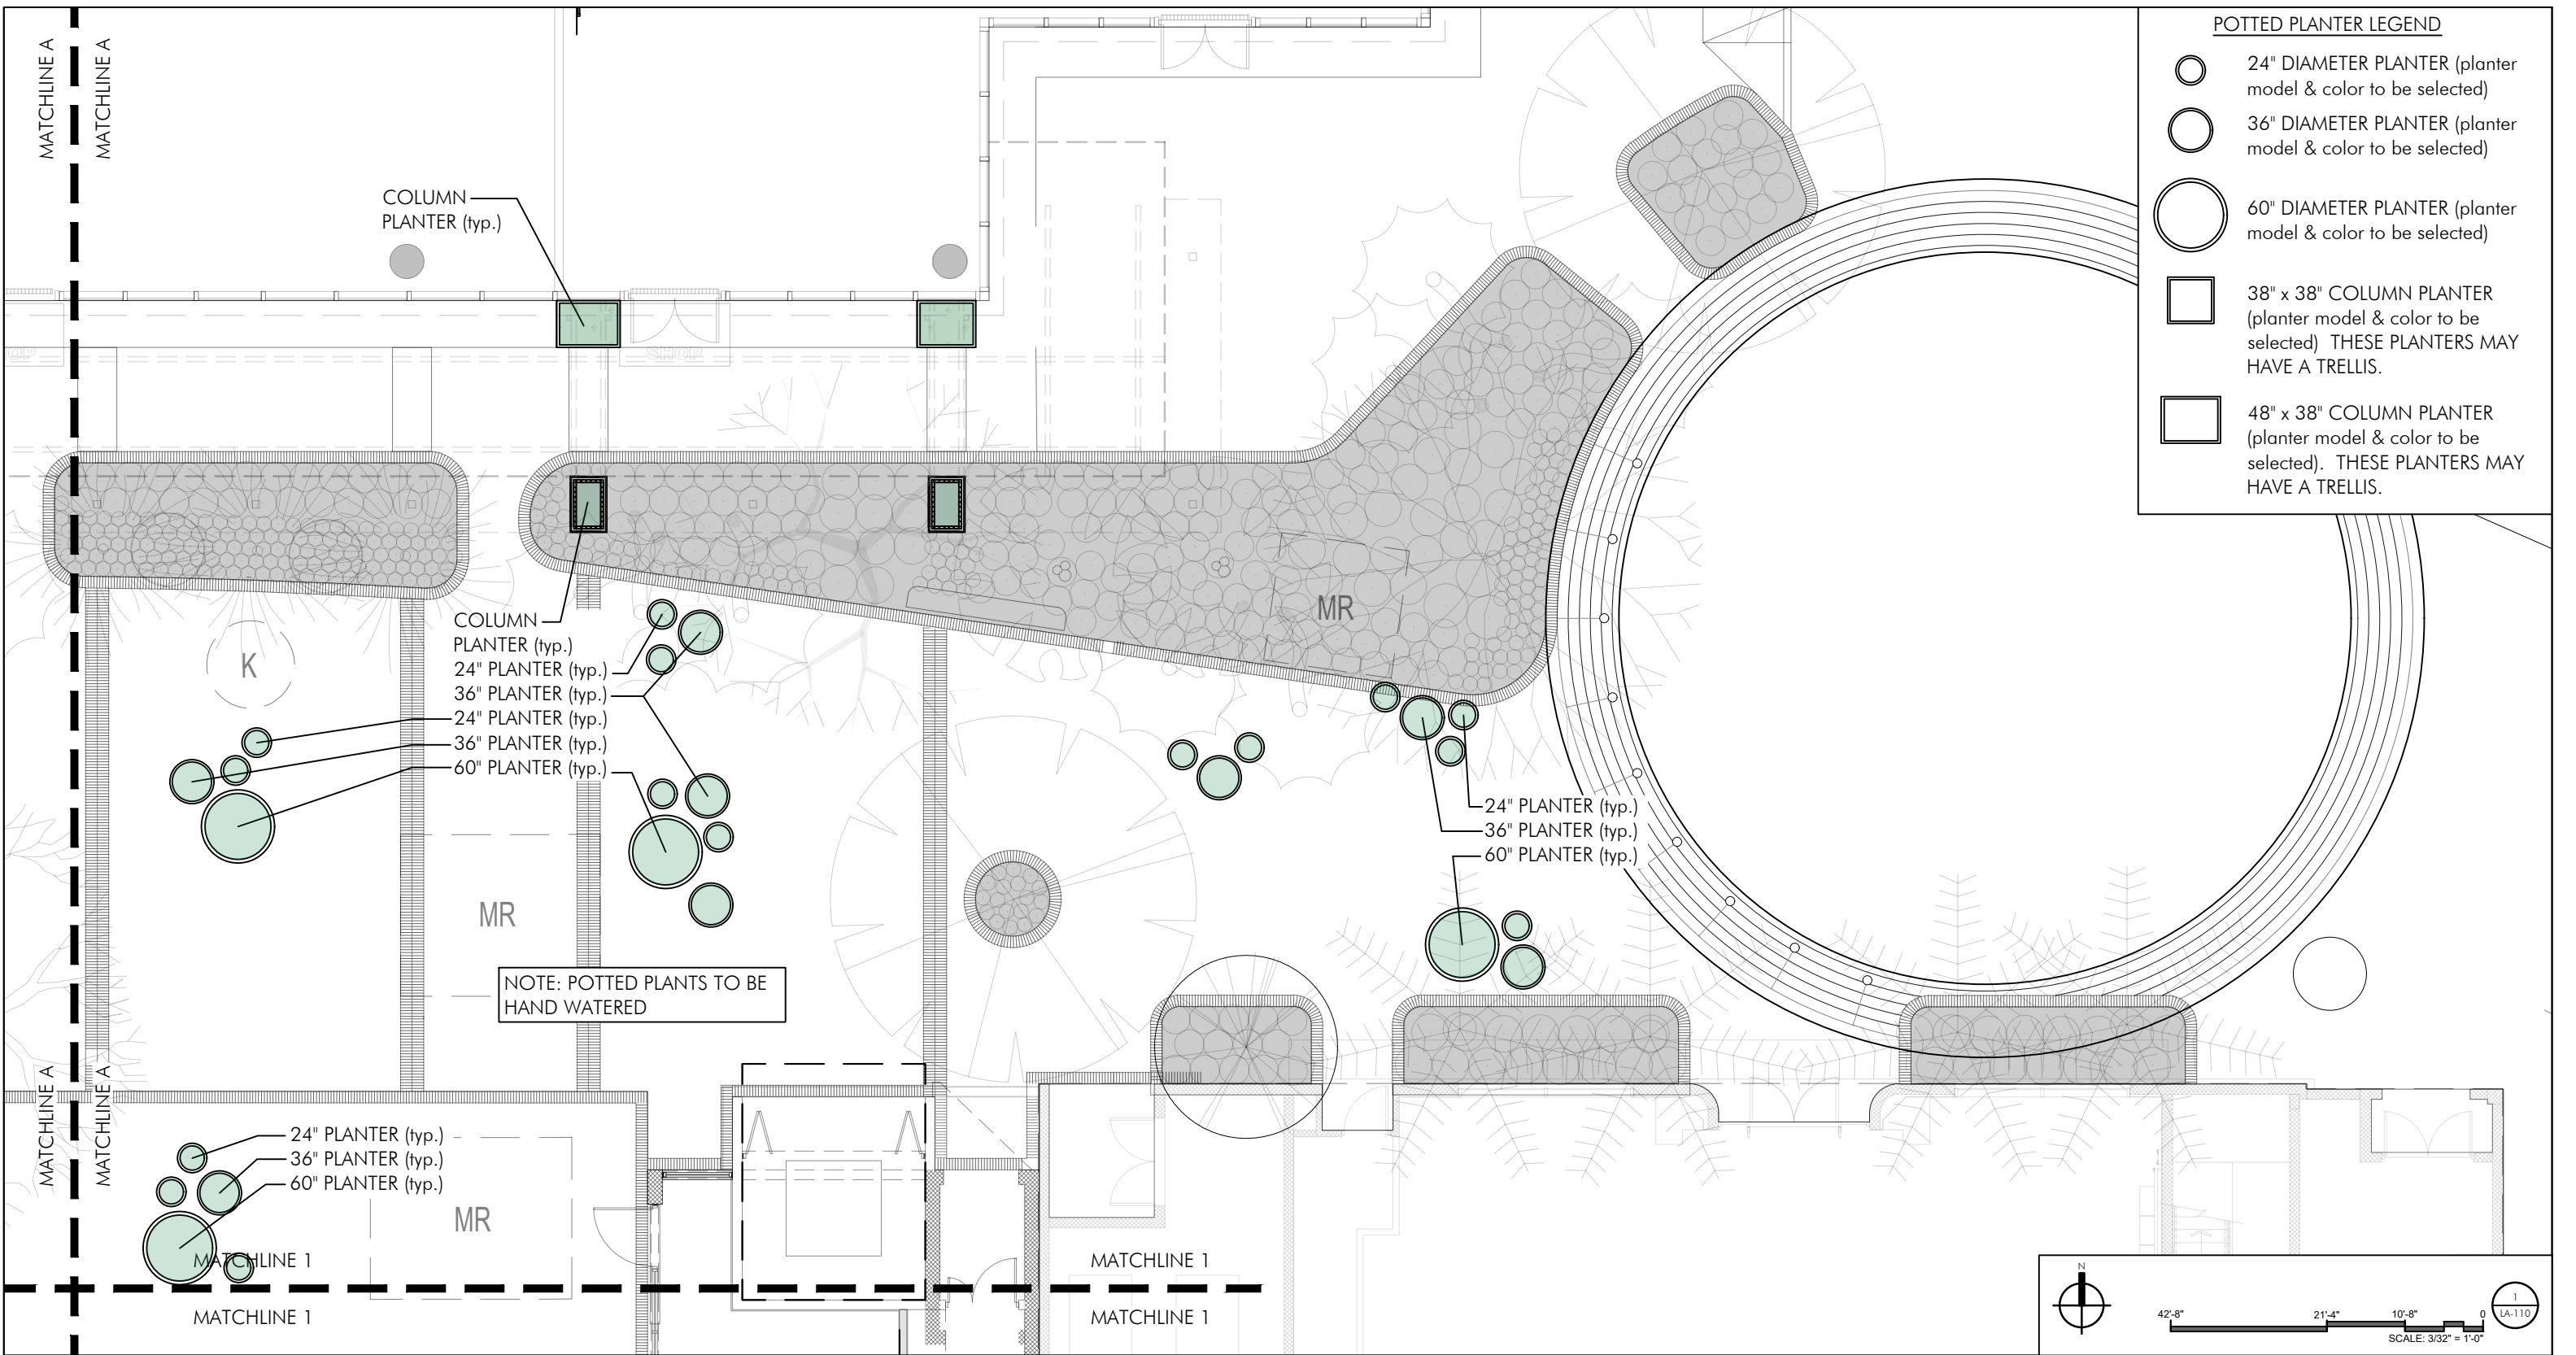 MATCHLINE A
MATCHLINE A
POTTED PLANTER LEGEND
24" DIAMETER PLANTER (planter
model & color to be selected)
36" DIAMETER PLANTER (planter
model & color to be selected)
60" DIAMETER PLANTER (planter
model & color to be selected)
38" x 38" COLUMN PLANTER
(planter model & color to be
selected) THESE PLANTERS MAY
HAVE A TRELLIS.
48" x 38" COLUMN PLANTER
(planter model & color to be
selected). THESE PLANTERS MAY
HAVE A TRELLIS.
COLUMN
PLANTER (typ.)
OP
SHOP
COLUMN
PLANTER (typ.)
24" PLANTER (typ.)
36" PLANTER (typ.)
24" PLANTER (typ.)
36" PLANTER (typ.)
60" PLANTER (typ.)
K
MR
MR
24" PLANTER (typ.)
36" PLANTER (typ.)
60" PLANTER (typ.)
NOTE: POTTED PLANTS TO BE
HAND WATERED
MATCHLINE A
MATCHLINE A
24" PLANTER (typ.)
36" PLANTER (typ.)
60" PLANTER (typ.)
MR
MATCHLINE 1
MATCHLINE 1
MATCHLINE 1
MATCHLINE 1
N
42'-8"
21'-4"
10'-8"
0
SCALE: 3/32" = 1'-0"
1
LA-110